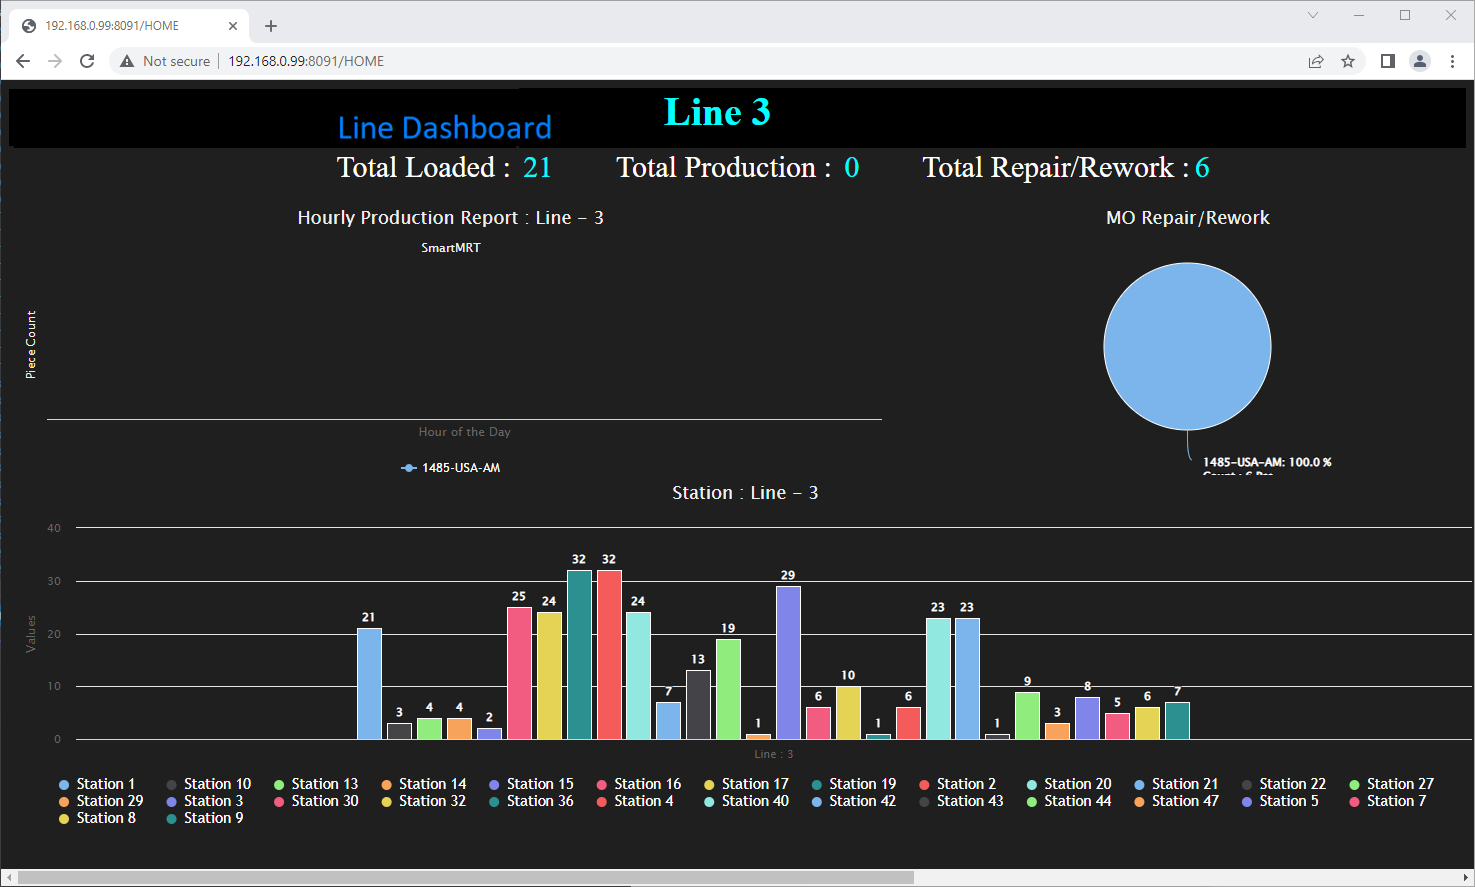 192.168.0.99:8091/HOME
Not secure 192.168.0.99:8091/HOME
Line 3
Line Dashboard
Total Loaded : 21 Total Production : 0 Total Repair/Rework : 6
Hourly Production Report : Line - 3
SmartMRT
Piece Count
Hour of the Day
1485-USA-AM
MO Repair/Rework
1485-USA-AM: 100.0 %
Station : Line - 3
Values
40
30
20
10
0
21 3 4 4 2 25 24 32 32 24 7 13 19 1 29 6 10 1 6 23 23 1 9 3 8 5 6 7
Line : 3
Station 1 Station 10 Station 13 Station 14 Station 15 Station 16 Station 17 Station 19 Station 2 Station 20 Station 21 Station 22 Station 27
Station 29 Station 3 Station 30 Station 32 Station 36 Station 4 Station 40 Station 42 Station 43 Station 44 Station 47 Station 5 Station 7
Station 8 Station 9